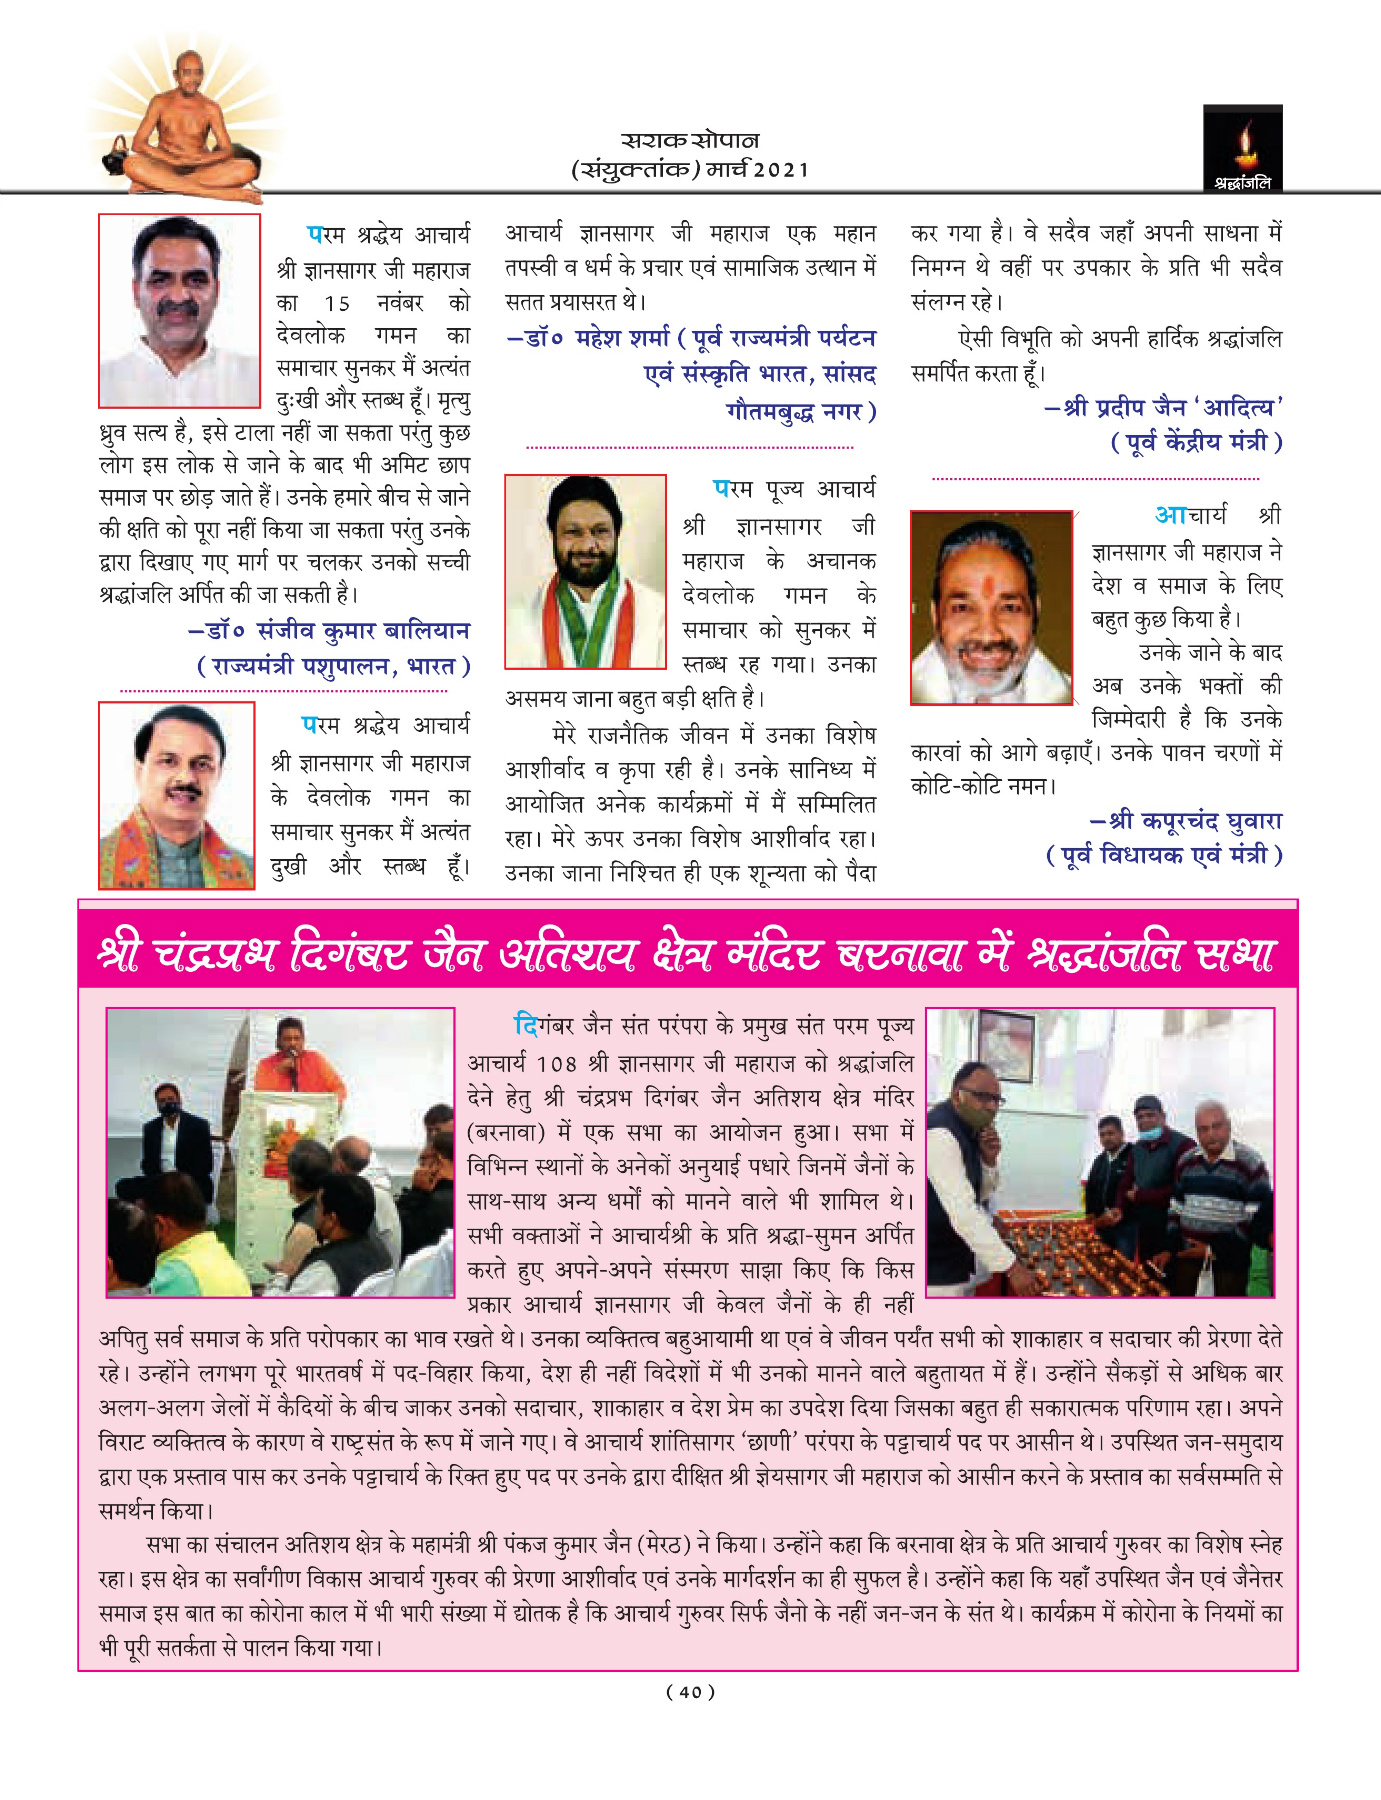 सराक सोपान
(संयुक्तांक) मार्च 2021
श्रद्धांजलि
परम श्रद्धेय आचार्य
श्री ज्ञानसागर जी महाराज
का 15 नवंबर को
देवलोक गमन का
समाचार सुनकर मैं अत्यंत
दुःखी और स्तब्ध हूँ। मृत्यु
ध्रुव सत्य है, इसे टाला नहीं जा सकता परंतु कुछ
लोग इस लोक से जाने के बाद भी अमिट छाप
समाज पर छोड़ जाते हैं। उनके हमारे बीच से जाने
की क्षति को पूरा नहीं किया जा सकता परंतु उनके
द्वारा दिखाए गए मार्ग पर चलकर उनको सच्ची
श्रद्धांजलि अर्पित की जा सकती है।
–डॉ० संजीव कुमार बालियान
( राज्यमंत्री पशुपालन, भारत )
परम श्रद्धेय आचार्य
श्री ज्ञानसागर जी महाराज
के देवलोक गमन का
समाचार सुनकर मैं अत्यंत
दुखी और स्तब्ध हूँ।
आचार्य ज्ञानसागर जी महाराज एक महान
तपस्वी व धर्म के प्रचार एवं सामाजिक उत्थान में
सतत प्रयासरत थे।
–डॉ० महेश शर्मा ( पूर्व राज्यमंत्री पर्यटन
एवं संस्कृति भारत, सांसद
गौतमबुद्ध नगर )
परम पूज्य आचार्य
श्री ज्ञानसागर जी
महाराज के अचानक
देवलोक गमन के
समाचार को सुनकर में
स्तब्ध रह गया। उनका
असमय जाना बहुत बड़ी क्षति है।
मेरे राजनैतिक जीवन में उनका विशेष
आशीर्वाद व कृपा रही है। उनके सानिध्य में
आयोजित अनेक कार्यक्रमों में मैं सम्मिलित
रहा। मेरे ऊपर उनका विशेष आशीर्वाद रहा।
उनका जाना निश्चित ही एक शून्यता को पैदा
कर गया है। वे सदैव जहाँ अपनी साधना में
निमग्न थे वहीं पर उपकार के प्रति भी सदैव
संलग्न रहे।
ऐसी विभूति को अपनी हार्दिक श्रद्धांजलि
समर्पित करता हूँ।
–श्री प्रदीप जैन ‘आदित्य’
( पूर्व केंद्रीय मंत्री )
आचार्य श्री
ज्ञानसागर जी महाराज ने
देश व समाज के लिए
बहुत कुछ किया है।
उनके जाने के बाद
अब उनके भक्तों की
जिम्मेदारी है कि उनके
कारवां को आगे बढ़ाएँ। उनके पावन चरणों में
कोटि-कोटि नमन।
–श्री कपूरचंद घुवारा
( पूर्व विधायक एवं मंत्री )
श्री चंद्रप्रभ दिगंबर जैन अतिशय क्षेत्र मंदिर बरनावा में श्रद्धांजलि सभा
दिगंबर जैन संत परंपरा के प्रमुख संत परम पूज्य
आचार्य 108 श्री ज्ञानसागर जी महाराज को श्रद्धांजलि
देने हेतु श्री चंद्रप्रभ दिगंबर जैन अतिशय क्षेत्र मंदिर
(बरनावा) में एक सभा का आयोजन हुआ। सभा में
विभिन्न स्थानों के अनेकों अनुयाई पधारे जिनमें जैनों के
साथ-साथ अन्य धर्मों को मानने वाले भी शामिल थे।
सभी वक्ताओं ने आचार्यश्री के प्रति श्रद्धा-सुमन अर्पित
करते हुए अपने-अपने संस्मरण साझा किए कि किस
प्रकार आचार्य ज्ञानसागर जी केवल जैनों के ही नहीं
अपितु सर्व समाज के प्रति परोपकार का भाव रखते थे। उनका व्यक्तित्व बहुआयामी था एवं वे जीवन पर्यंत सभी को शाकाहार व सदाचार की प्रेरणा देते
रहे। उन्होंने लगभग पूरे भारतवर्ष में पद-विहार किया, देश ही नहीं विदेशों में भी उनको मानने वाले बहुतायत में हैं। उन्होंने सैकड़ों से अधिक बार
अलग-अलग जेलों में कैदियों के बीच जाकर उनको सदाचार, शाकाहार व देश प्रेम का उपदेश दिया जिसका बहुत ही सकारात्मक परिणाम रहा। अपने
विराट व्यक्तित्व के कारण वे राष्ट्रसंत के रूप में जाने गए। वे आचार्य शांतिसागर ‘छाणी’ परंपरा के पट्टाचार्य पद पर आसीन थे। उपस्थित जन-समुदाय
द्वारा एक प्रस्ताव पास कर उनके पट्टाचार्य के रिक्त हुए पद पर उनके द्वारा दीक्षित श्री ज्ञेयसागर जी महाराज को आसीन करने के प्रस्ताव का सर्वसम्मति से
समर्थन किया।
सभा का संचालन अतिशय क्षेत्र के महामंत्री श्री पंकज कुमार जैन (मेरठ) ने किया। उन्होंने कहा कि बरनावा क्षेत्र के प्रति आचार्य गुरुवर का विशेष स्नेह
रहा। इस क्षेत्र का सर्वांगीण विकास आचार्य गुरुवर की प्रेरणा आशीर्वाद एवं उनके मार्गदर्शन का ही सुफल है। उन्होंने कहा कि यहाँ उपस्थित जैन एवं जैनेत्तर
समाज इस बात का कोरोना काल में भी भारी संख्या में द्योतक है कि आचार्य गुरुवर सिर्फ जैनो के नहीं जन-जन के संत थे। कार्यक्रम में कोरोना के नियमों का
भी पूरी सतर्कता से पालन किया गया।
( 40 )